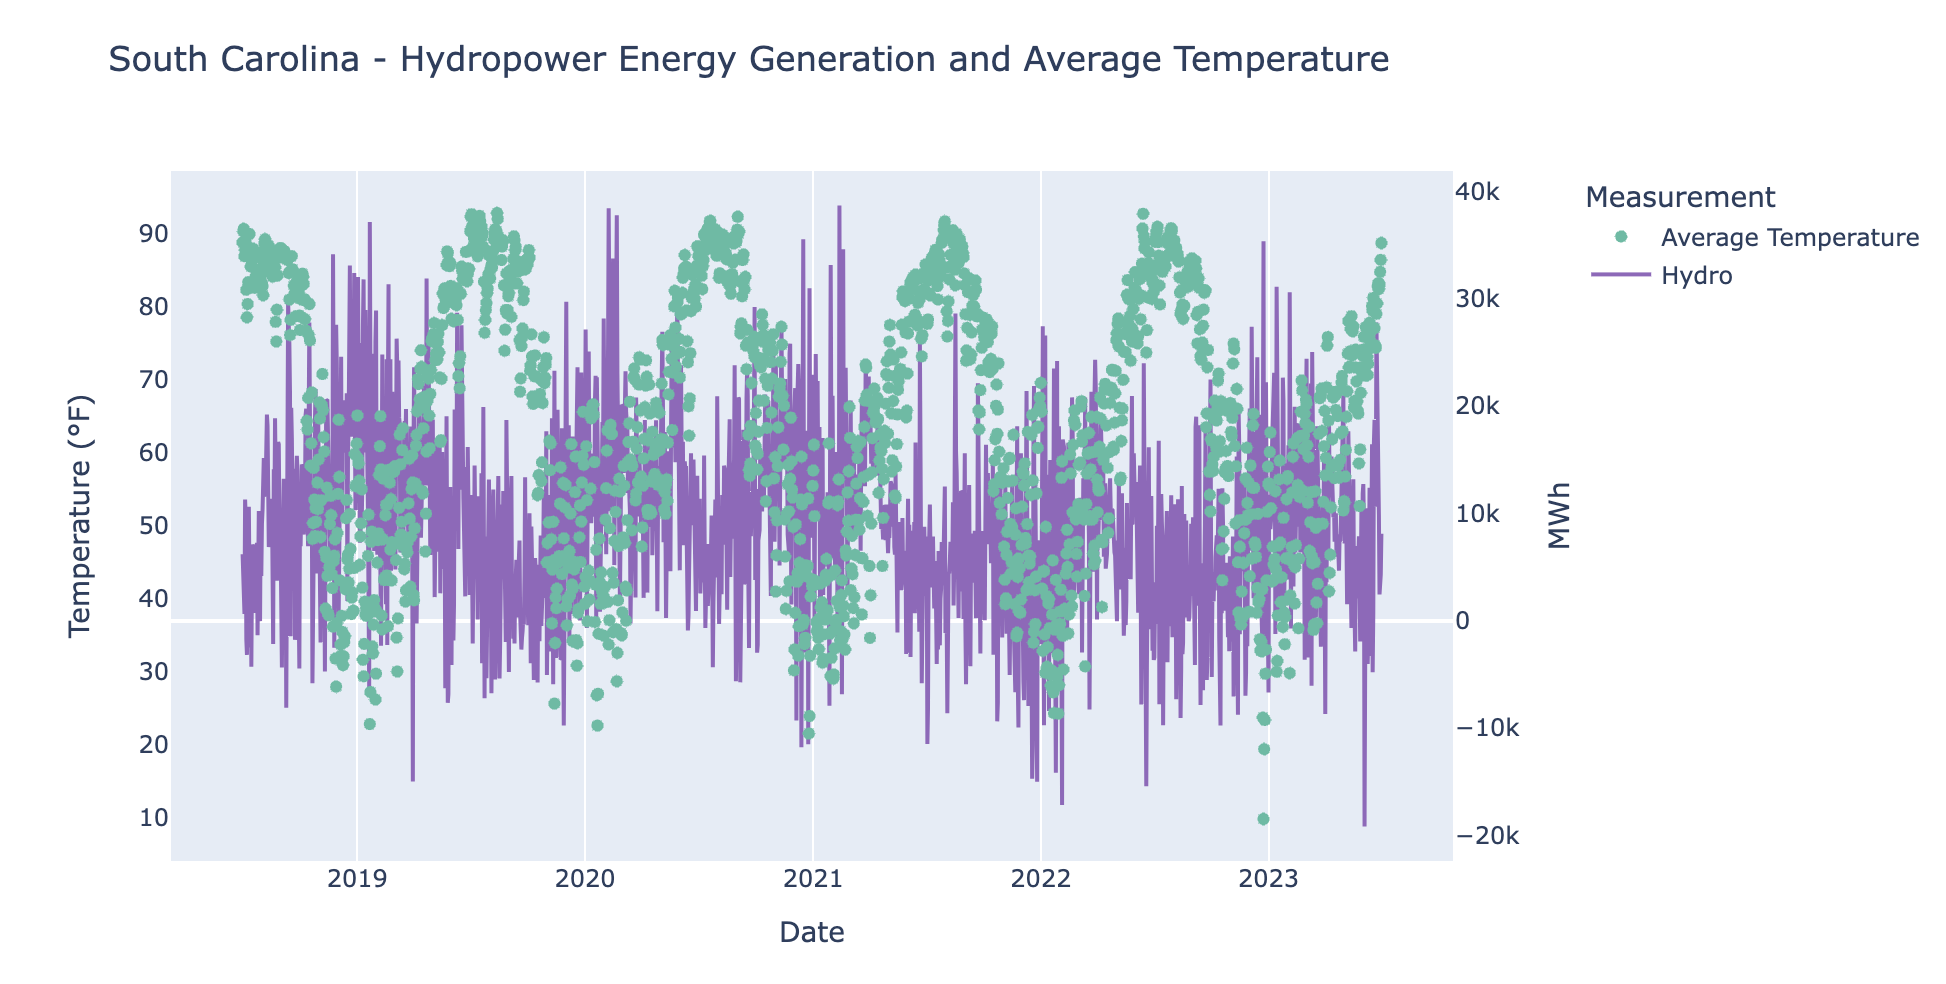 South Carolina - Hydropower Energy Generation and Average Temperature
Measurement
Average Temperature
Hydro
Temperature (°F)
90
80
70
60
50
40
30
20
10
40k
30k
20k
10k
0
−10k
−20k
MWh
2019
2020
2021
2022
2023
Date